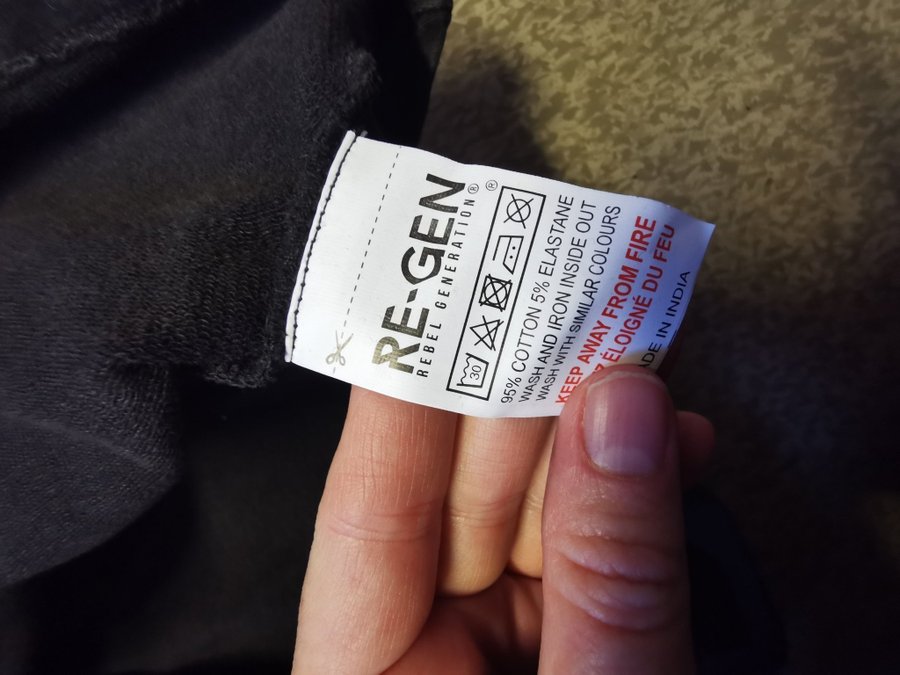 RE-GEN
REBEL GENERATION®
®
30
95% COTTON 5% ELASTANE
WASH AND IRON INSIDE OUT
WASH WITH SIMILAR COLOURS
KEEP AWAY FROM FIRE
ÉLOIGNÉ DU FEU
IN INDIA